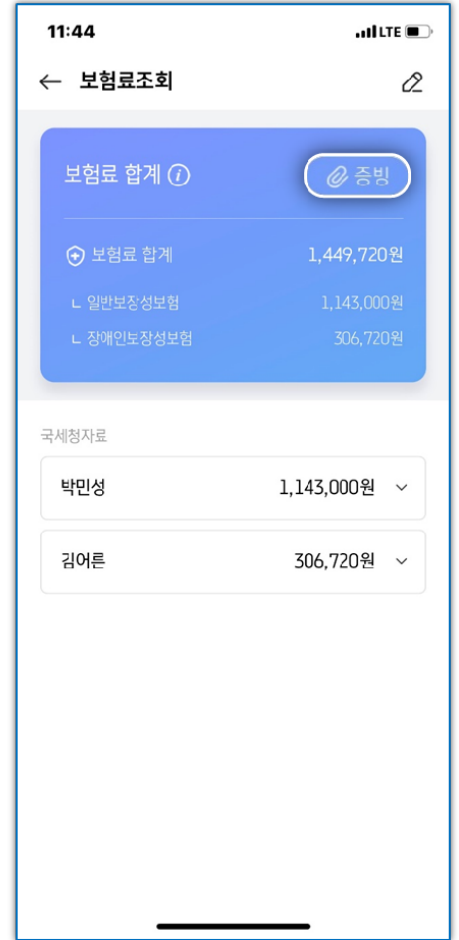 11:44 LTE
보험료조회
보험료 합계 증빙
보험료 합계 1,449,720원
ㄴ 일반보장성보험 1,143,000원
ㄴ 장애인보장성보험 306,720원
국세청자료
박민성 1,143,000원
김어른 306,720원